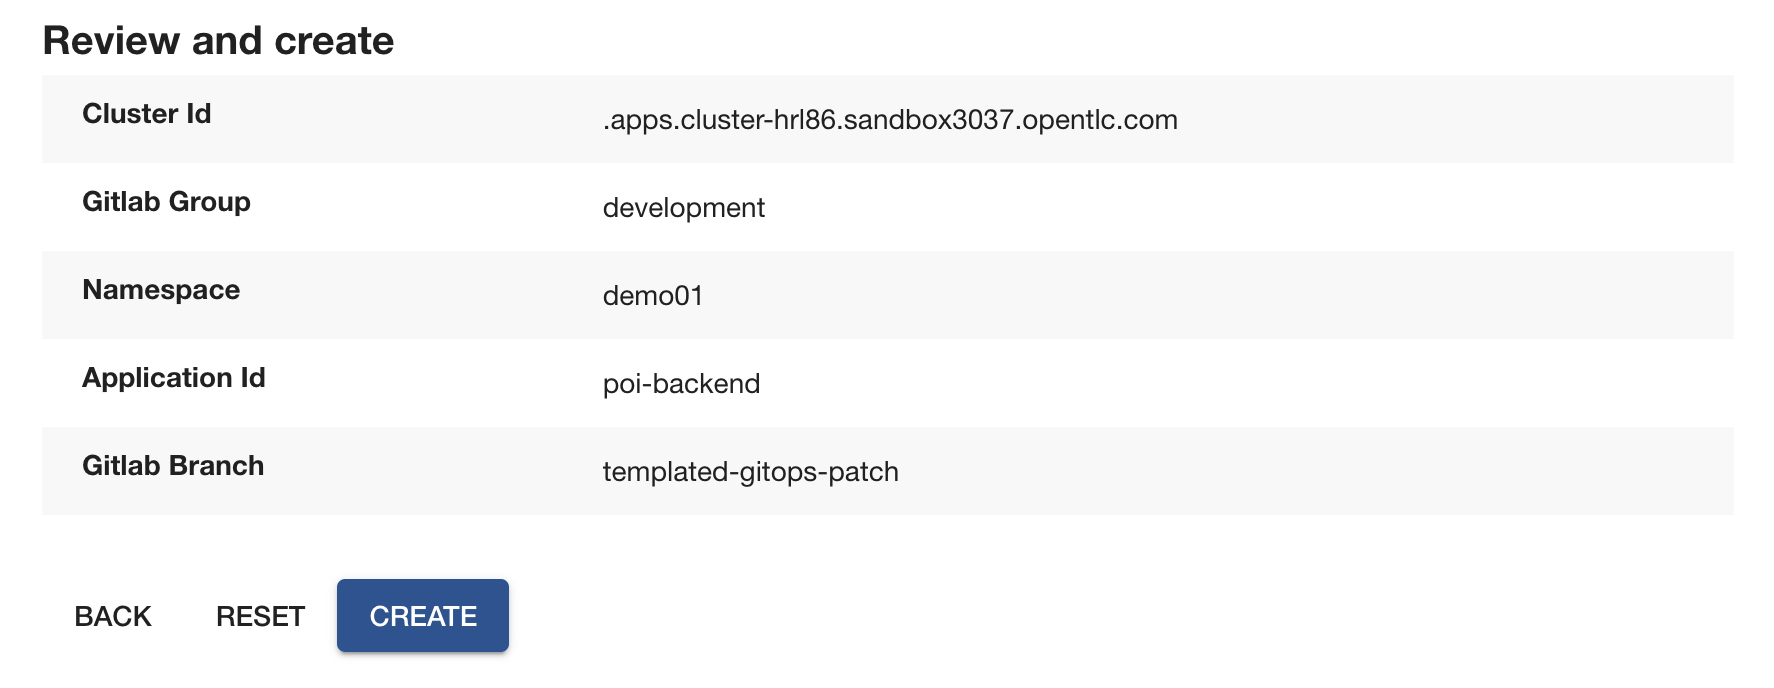 Review and create
Cluster Id .apps.cluster-hrl86.sandbox3037.opentlc.com
Gitlab Group development
Namespace demo01
Application Id poi-backend
Gitlab Branch templated-gitops-patch
BACK RESET CREATE